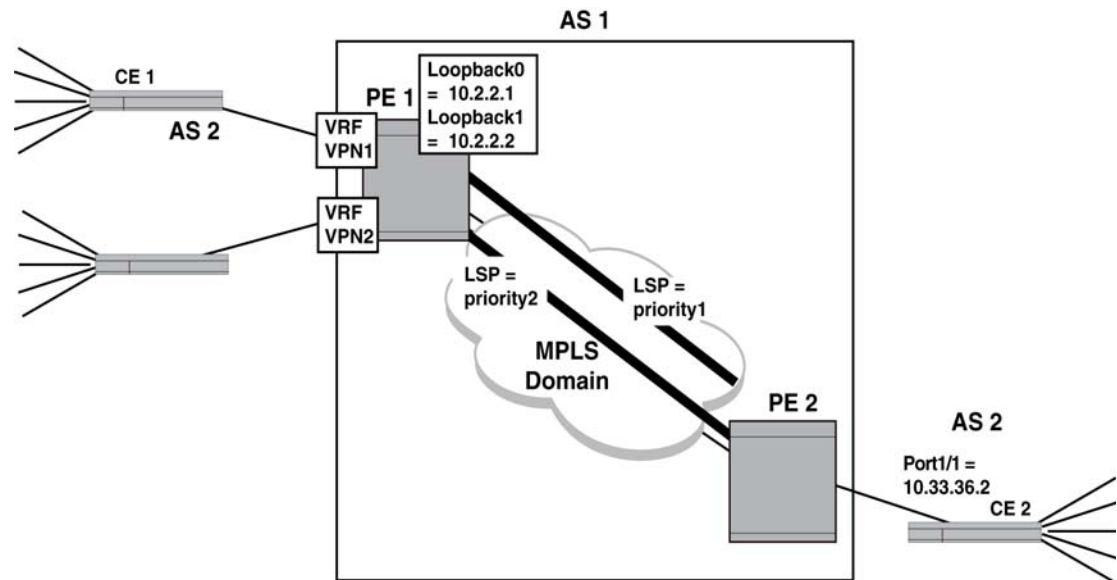 AS 1
CE 1
AS 2
PE 1
Loopback0
= 10.2.2.1
Loopback1
= 10.2.2.2
VRF
VPN1
VRF
VPN2
LSP =
priority2
LSP =
priority1
MPLS
Domain
PE 2
AS 2
Port1/1 =
10.33.36.2
CE 2